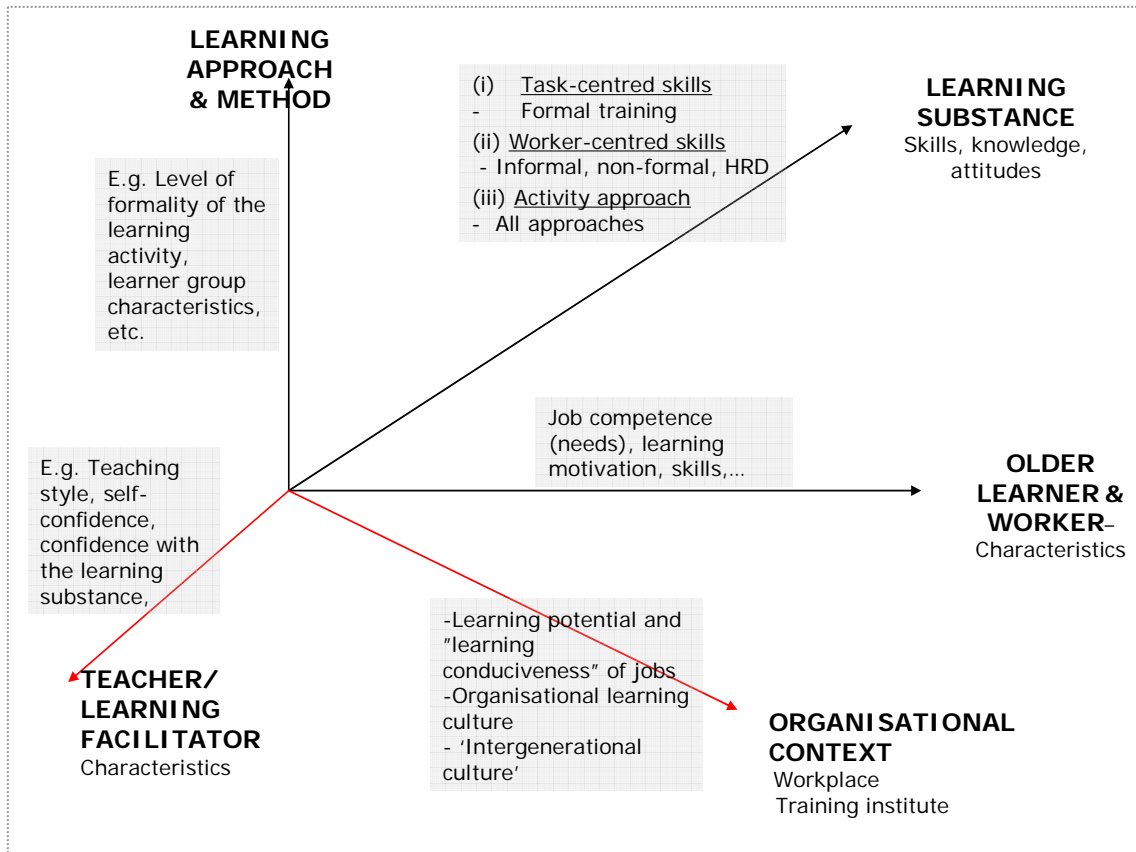 LEARNING
APPROACH
& METHOD
(i) Task-centred skills
- Formal training
(ii) Worker-centred skills
- Informal, non-formal, HRD
(iii) Activity approach
- All approaches
LEARNING
SUBSTANCE
Skills, knowledge,
attitudes
E.g. Level of
formality of the
learning
activity,
learner group
characteristics,
etc.
Job competence
(needs), learning
motivation, skills,...
OLDER
LEARNER &
WORKER–
Characteristics
E.g. Teaching
style, self-
confidence,
confidence with
the learning
substance,
-Learning potential and
"learning
conduciveness" of jobs
-Organisational learning
culture
- 'Intergenerational
culture'
TEACHER/
LEARNING
FACILITATOR
Characteristics
ORGANISATIONAL
CONTEXT
Workplace
Training institute